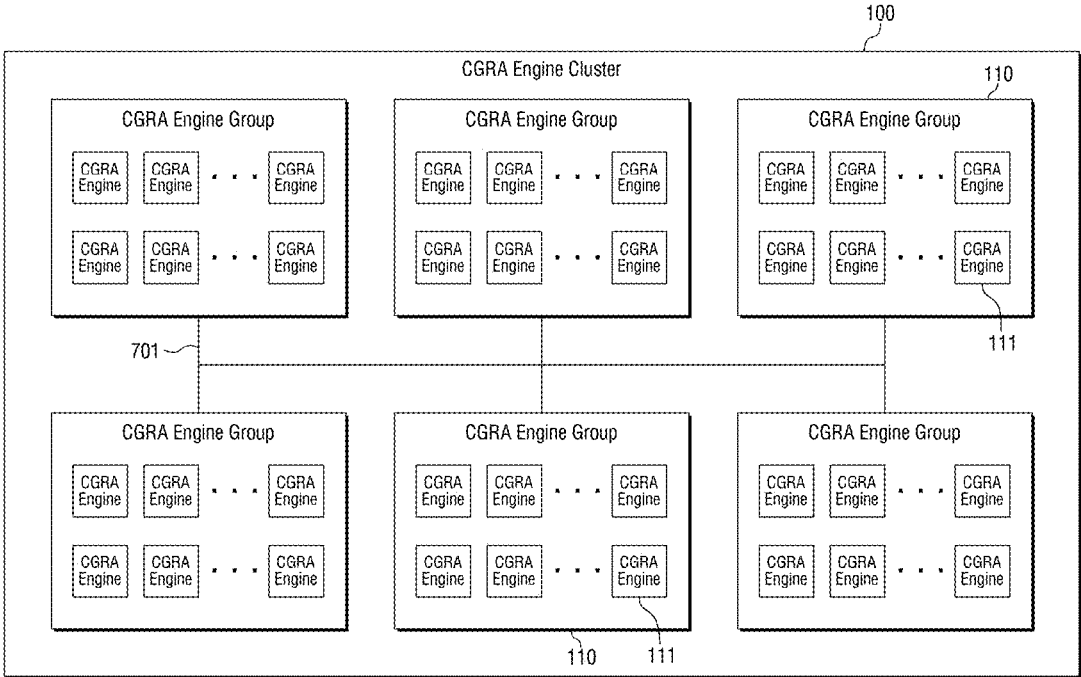 100
CGRA Engine Cluster
110
CGRA Engine Group
CGRA Engine Group
CGRA Engine Group
CGRA
Engine
CGRA
Engine
. . .
CGRA
Engine
CGRA
Engine
CGRA
Engine
. . .
CGRA
Engine
CGRA
Engine
CGRA
Engine
. . .
CGRA
Engine
CGRA
Engine
CGRA
Engine
. . .
CGRA
Engine
CGRA
Engine
CGRA
Engine
. . .
CGRA
Engine
CGRA
Engine
CGRA
Engine
. . .
CGRA
Engine
701
111
CGRA Engine Group
CGRA Engine Group
CGRA Engine Group
CGRA
Engine
CGRA
Engine
. . .
CGRA
Engine
CGRA
Engine
CGRA
Engine
. . .
CGRA
Engine
CGRA
Engine
CGRA
Engine
. . .
CGRA
Engine
CGRA
Engine
CGRA
Engine
. . .
CGRA
Engine
CGRA
Engine
CGRA
Engine
. . .
CGRA
Engine
CGRA
Engine
CGRA
Engine
. . .
CGRA
Engine
110
111